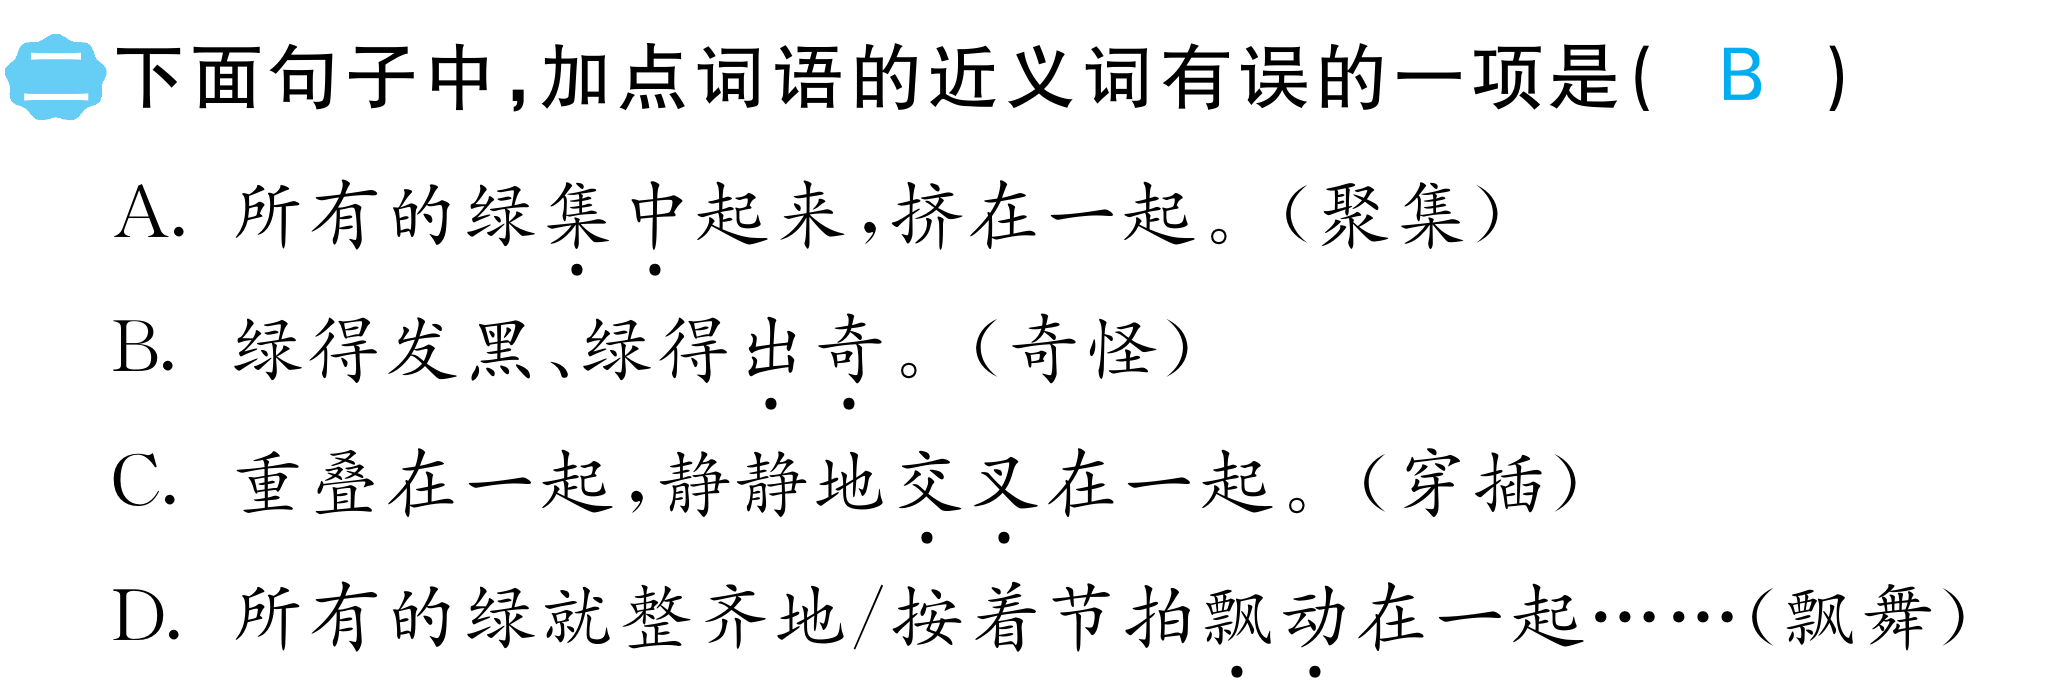 二 下面句子中,加点词语的近义词有误的一项是( B )
A. 所有的绿集中起来,挤在一起。(聚集)
B. 绿得发黑、绿得出奇。(奇怪)
C. 重叠在一起,静静地交叉在一起。(穿插)
D. 所有的绿就整齐地/按着节拍飘动在一起……(飘舞)